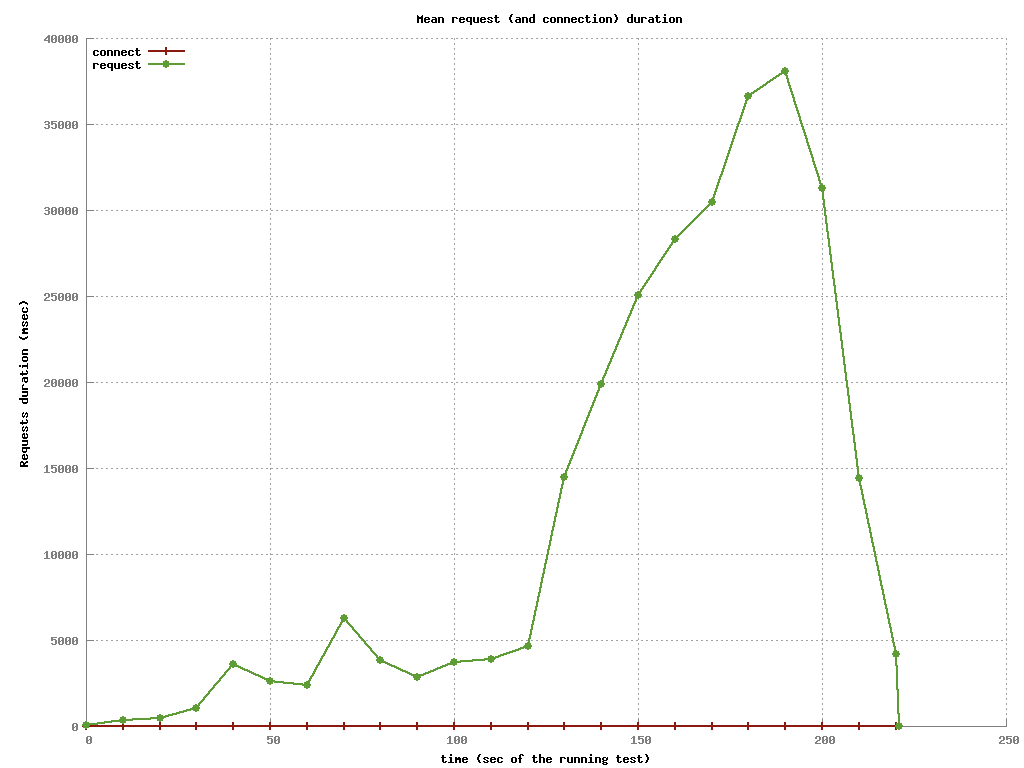 Mean request (and connection) duration
40000
connect
request
35000
30000
25000
20000
15000
10000
5000
0
Requests duration (msec)
0 50 100 150 200 250
time (sec of the running test)